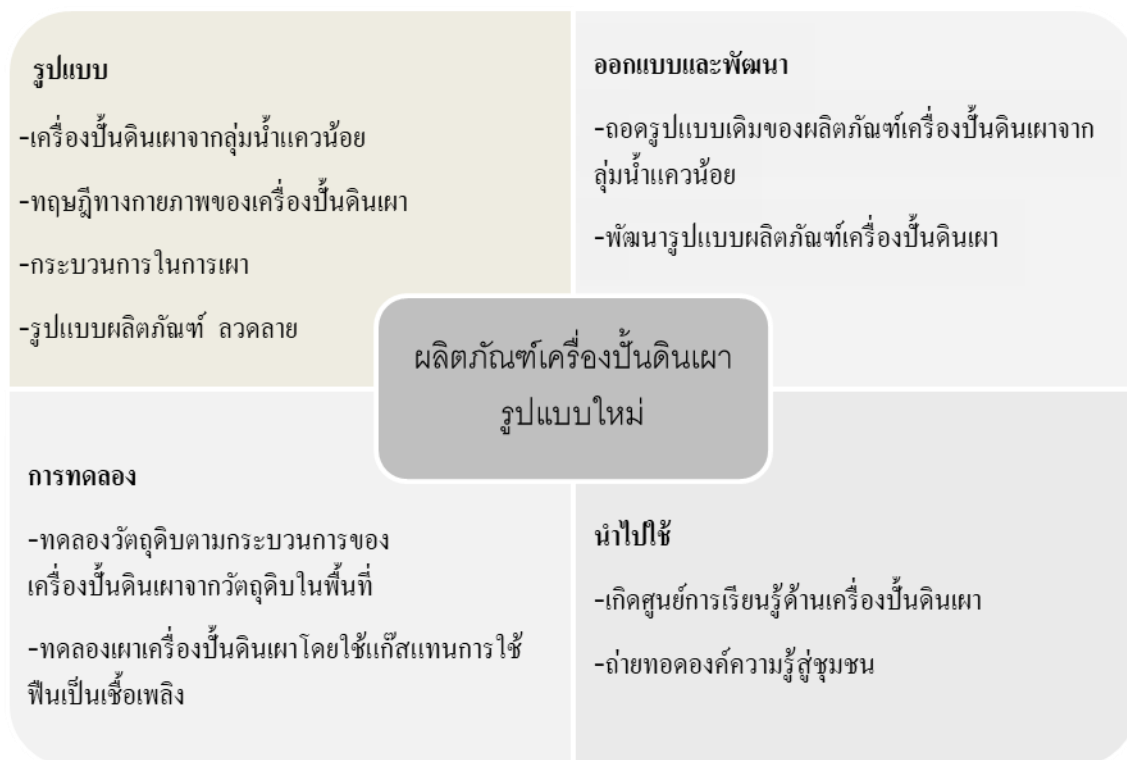 รูปแบบ
-เครื่องปั้นดินเผาจากลุ่มน้ำแควน้อย
-ทฤษฎีทางกายภาพของเครื่องปั้นดินเผา
-กระบวนการในการเผา
-รูปแบบผลิตภัณฑ์ ลวดลาย
ออกแบบและพัฒนา
-ถอดรูปแบบเดิมของผลิตภัณฑ์เครื่องปั้นดินเผาจาก
ลุ่มน้ำแควน้อย
-พัฒนารูปแบบผลิตภัณฑ์เครื่องปั้นดินเผา
ผลิตภัณฑ์เครื่องปั้นดินเผา
รูปแบบใหม่
การทดลอง
-ทดลองวัตถุดิบตามกระบวนการของ
เครื่องปั้นดินเผาจากวัตถุดิบในพื้นที่
-ทดลองเผาเครื่องปั้นดินเผาโดยใช้แก๊สแทนการใช้
ฟืนเป็นเชื้อเพลิง
นำไปใช้
-เกิดศูนย์การเรียนรู้ด้านเครื่องปั้นดินเผา
-ถ่ายทอดองค์ความรู้สู่ชุมชน